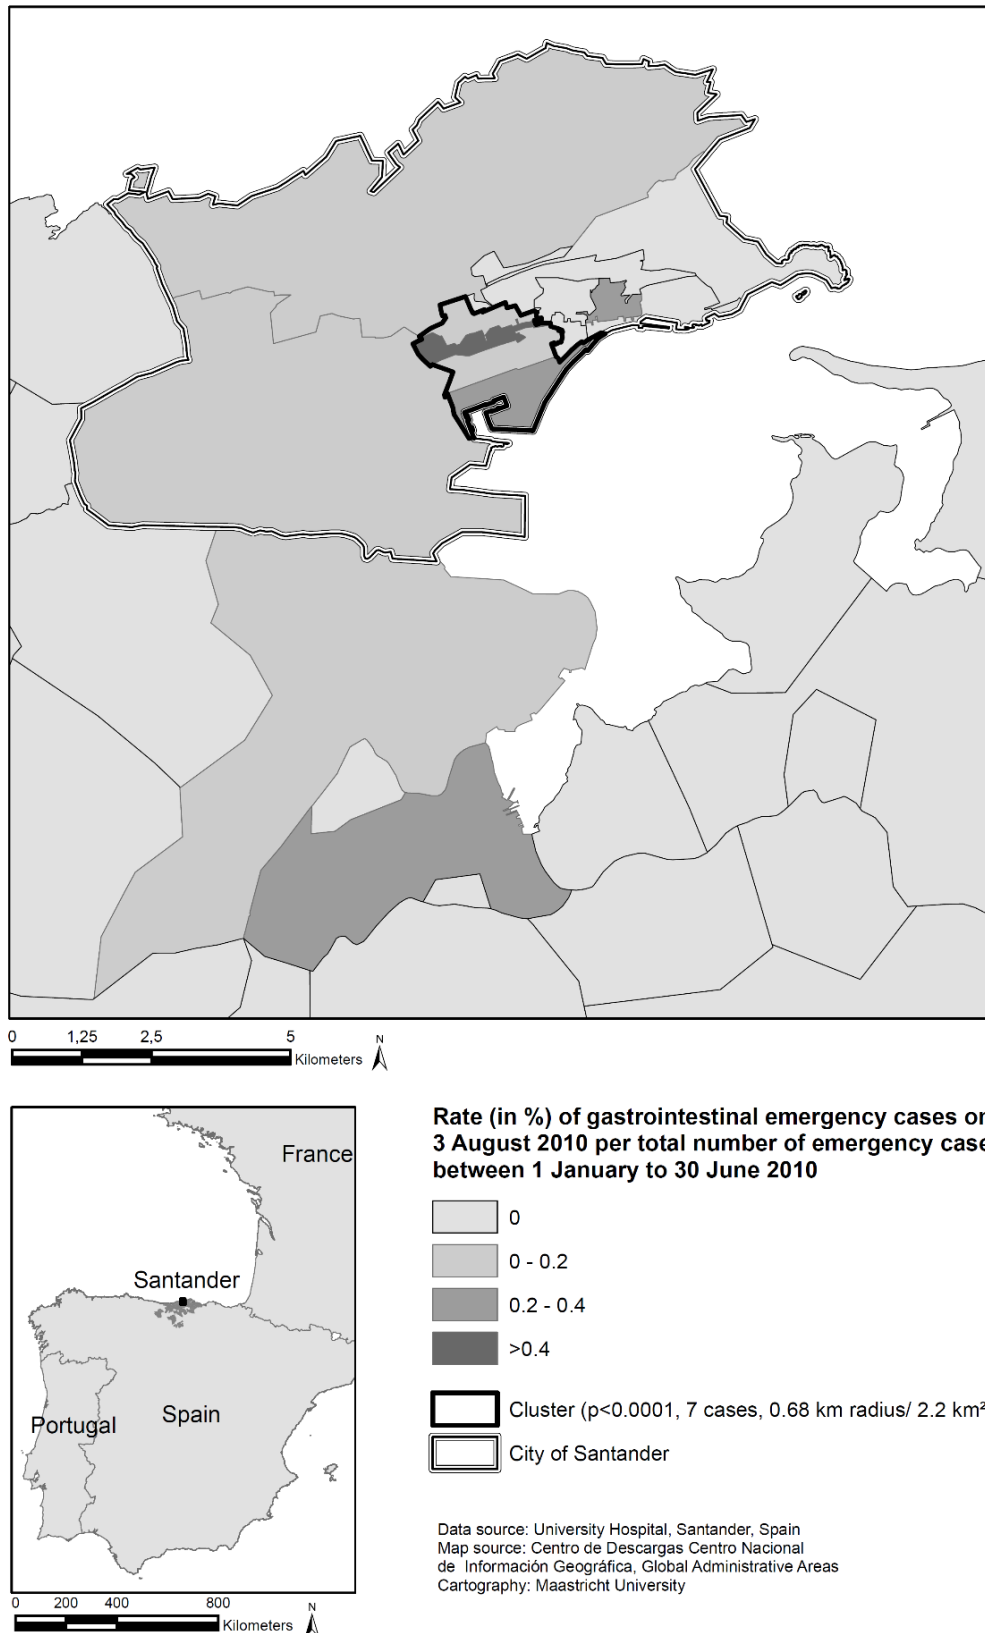 0 1,25 2,5 5
Kilometers
N
France
Santander
Portugal
Spain
0 200 400 800
Kilometers
N
Rate (in %) of gastrointestinal emergency cases on
3 August 2010 per total number of emergency case
between 1 January to 30 June 2010
0
0 - 0.2
0.2 - 0.4
>0.4
Cluster (p<0.0001, 7 cases, 0.68 km radius/ 2.2 km²
City of Santander
Data source: University Hospital, Santander, Spain
Map source: Centro de Descargas Centro Nacional
de Información Geográfica, Global Administrative Areas
Cartography: Maastricht University